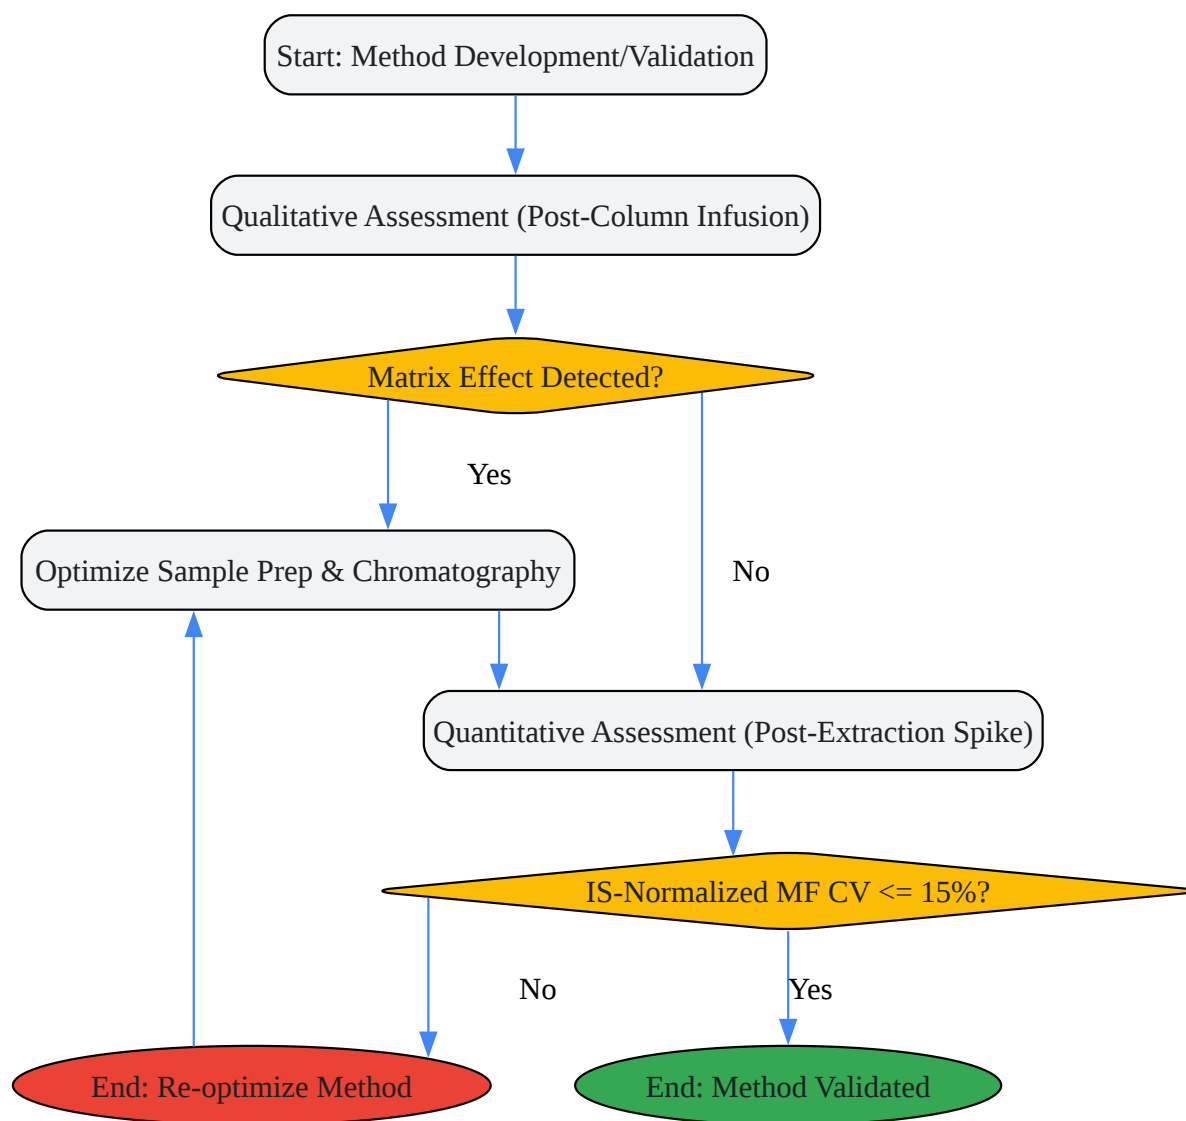 Start: Method Development/Validation
Qualitative Assessment (Post-Column Infusion)
Matrix Effect Detected?
Yes
Optimize Sample Prep & Chromatography
No
Quantitative Assessment (Post-Extraction Spike)
IS-Normalized MF CV <= 15%?
No
Yes
End: Re-optimize Method
End: Method Validated